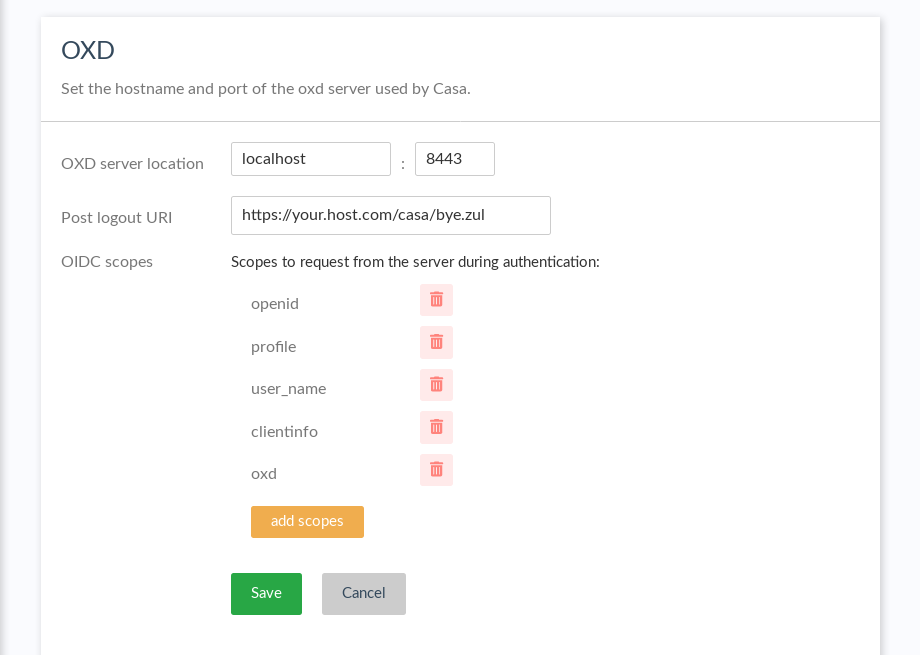 OXD
Set the hostname and port of the oxd server used by Casa.
OXD server location localhost : 8443
Post logout URI https://your.host.com/casa/bye.zul
OIDC scopes Scopes to request from the server during authentication:
openid
profile
user_name
clientinfo
oxd
add scopes
Save Cancel